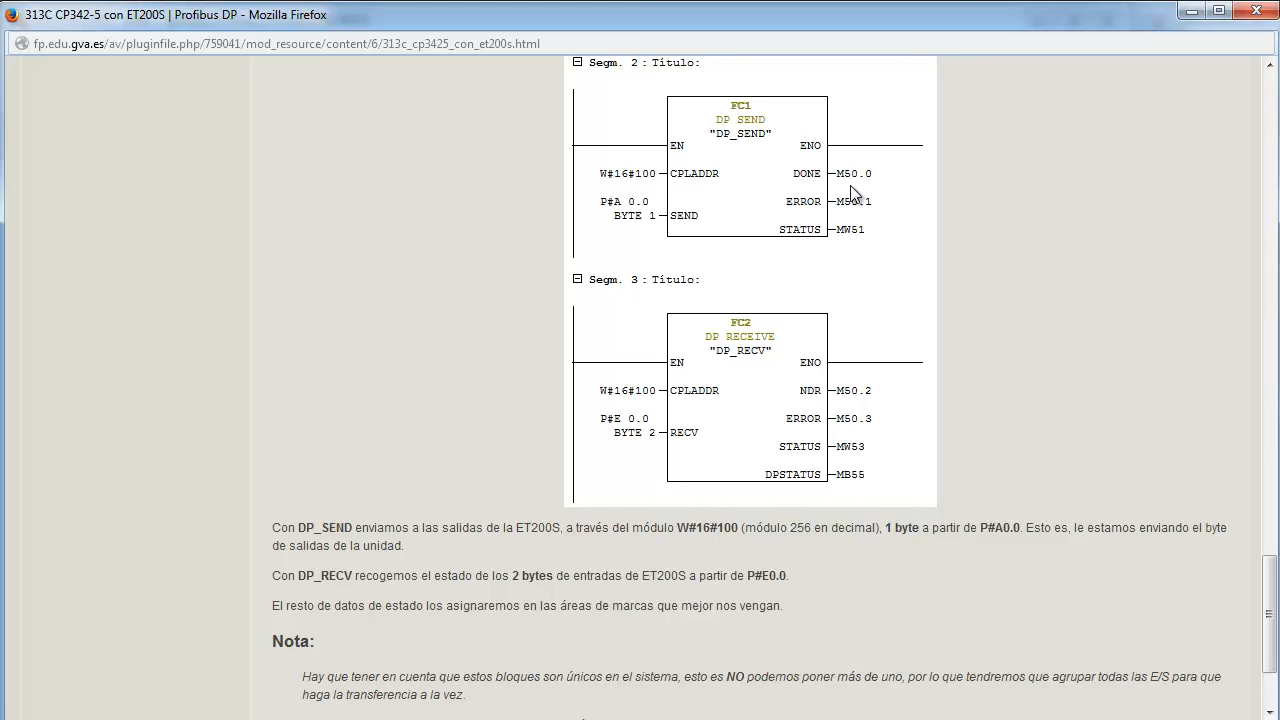 313C CP342-5 con ET200S | Profibus DP - Mozilla Firefox
fp.edu.gva.es/av/pluginfile.php/759041/mod_resource/content/6/313c_cp3425_con_et200s.html
Segm. 2 : Título:
FC1
DP SEND
"DP_SEND"
EN ENO
W#16#100 CPLADDR DONE M50.0
P#A 0.0 ERROR M50.1
BYTE 1 SEND
STATUS MW51
Segm. 3 : Título:
FC2
DP RECEIVE
"DP_RECV"
EN ENO
W#16#100 CPLADDR NDR M50.2
P#E 0.0 ERROR M50.3
BYTE 2 RECV
STATUS MW53
DPSTATUS MB55
Con DP_SEND enviamos a las salidas de la ET200S, a través del módulo W#16#100 (módulo 256 en decimal), 1 byte a partir de P#A0.0. Esto es, le estamos enviando el byte
de salidas de la unidad.
Con DP_RECV recogemos el estado de los 2 bytes de entradas de ET200S a partir de P#E0.0.
El resto de datos de estado los asignaremos en las áreas de marcas que mejor nos vengan.
Nota:
Hay que tener en cuenta que estos bloques son únicos en el sistema, esto es NO podemos poner más de uno, por lo que tendremos que agrupar todas las E/S para que
haga la transferencia a la vez.